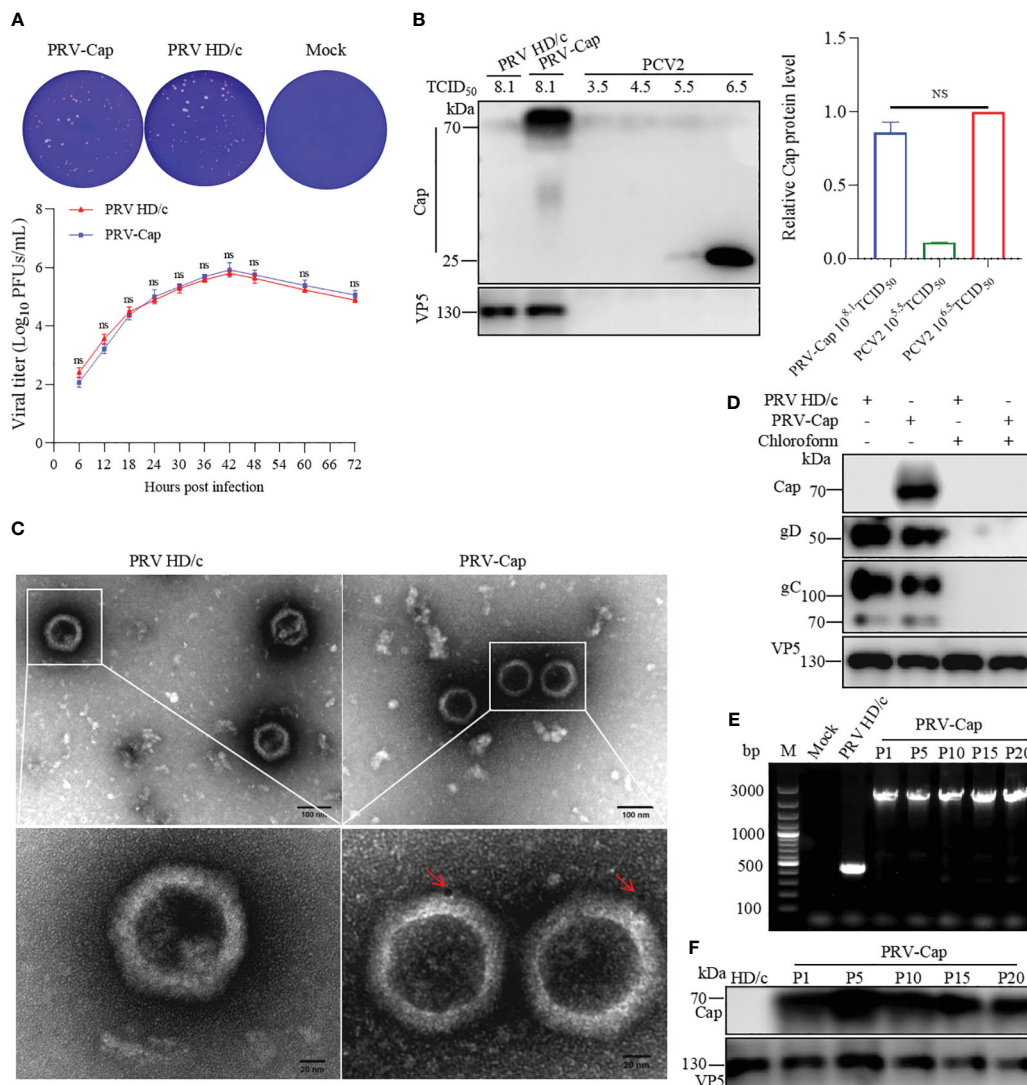 A
PRV-Cap PRV HD/c Mock
8
6
4
2
0
Viral titer (Log10 PFUs/mL)
PRV HD/c
PRV-Cap
ns ns ns ns ns ns ns ns ns ns
0 6 12 18 24 30 36 42 48 60 72
Hours post infection
B
PRV HD/c PRV-Cap PCV2
TCID50 8.1 8.1 3.5 4.5 5.5 6.5
kDa
70
Cap
25
VP5 130
1.5
1.0
0.5
0.0
Relative Cap protein level
NS
PRV-Cap 10^8.1 TCID50
PCV2 10^5.5 TCID50
PCV2 10^6.5 TCID50
C
PRV HD/c PRV-Cap
100 nm 100 nm
20 nm 20 nm
D
PRV HD/c + - + -
PRV-Cap - + - +
Chloroform - - + +
kDa
Cap 70
gD 50
gC 100
70
VP5 130
E
PRV-Cap
bp M Mock PRV HD/c P1 P5 P10 P15 P20
3000
1000
500
100
F
PRV-Cap
kDa HD/c P1 P5 P10 P15 P20
70
Cap
130
VP5